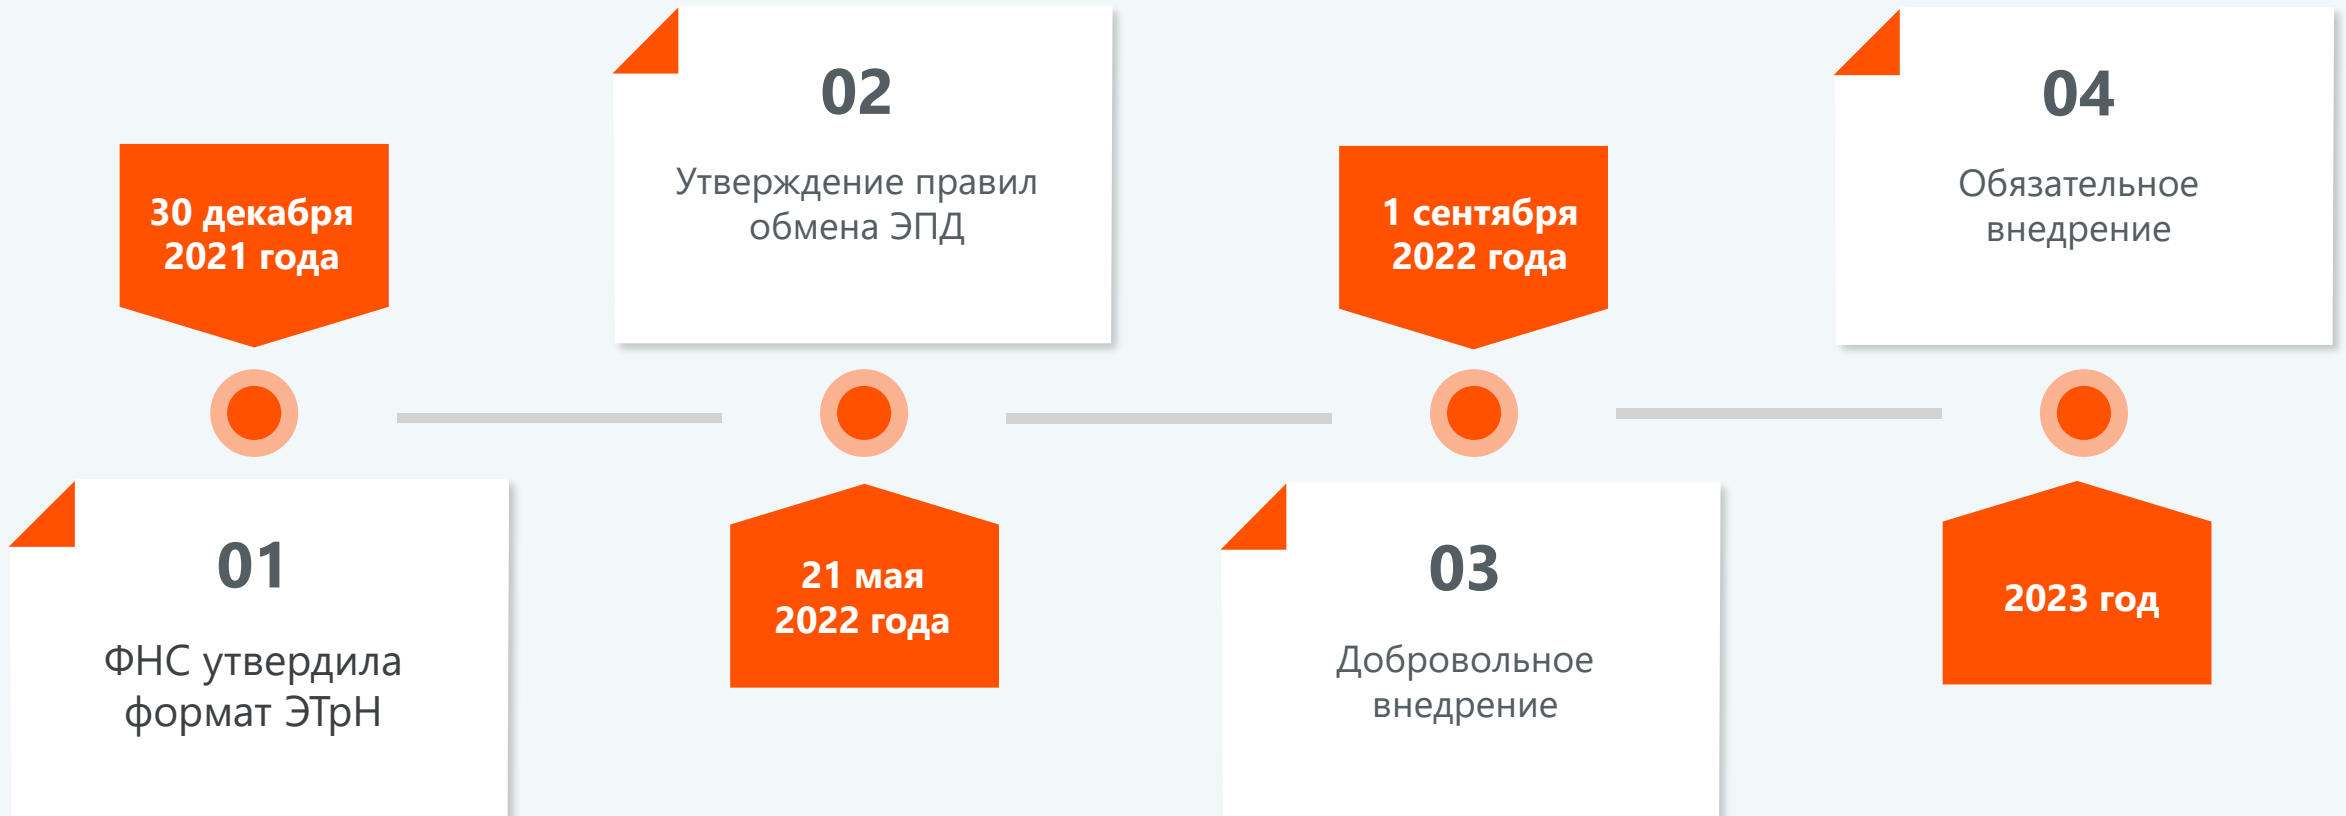 30 декабря
2021 года
01
ФНС утвердила
формат ЭТрН
02
Утверждение правил
обмена ЭПД
21 мая
2022 года
1 сентября
2022 года
03
Добровольное
внедрение
04
Обязательное
внедрение
2023 год